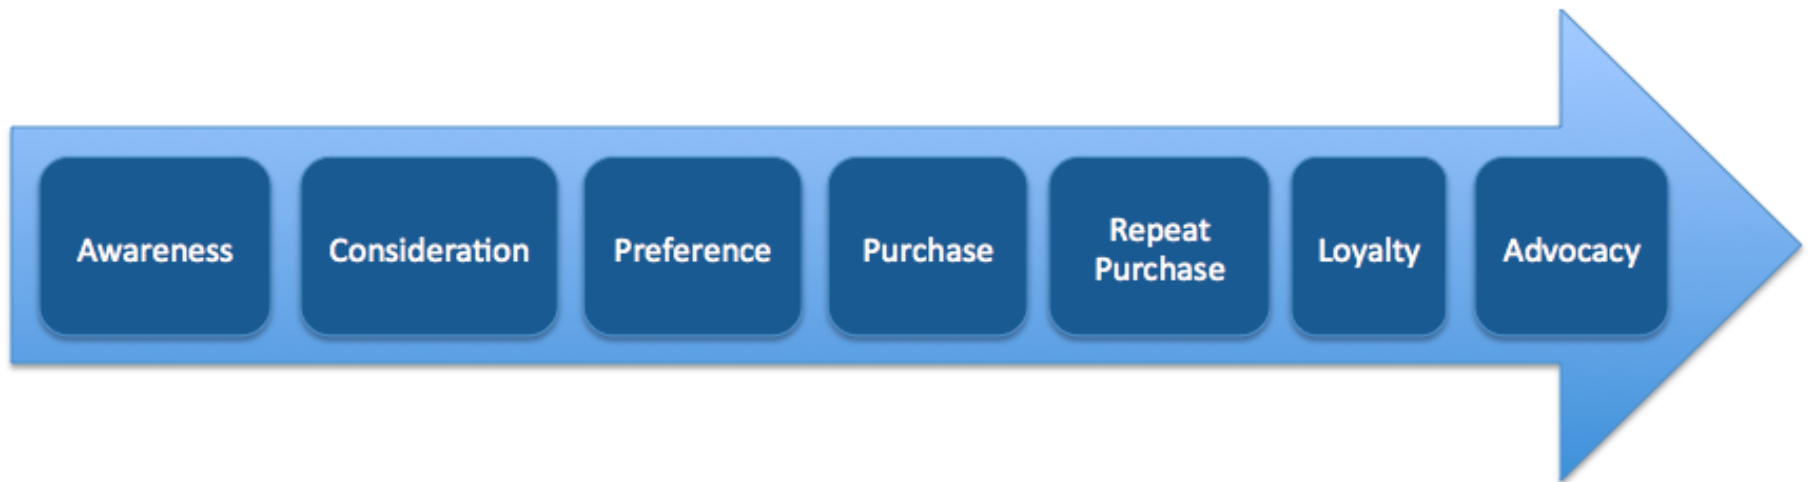 Awareness
Consideration
Preference
Purchase
Repeat
Purchase
Loyalty
Advocacy